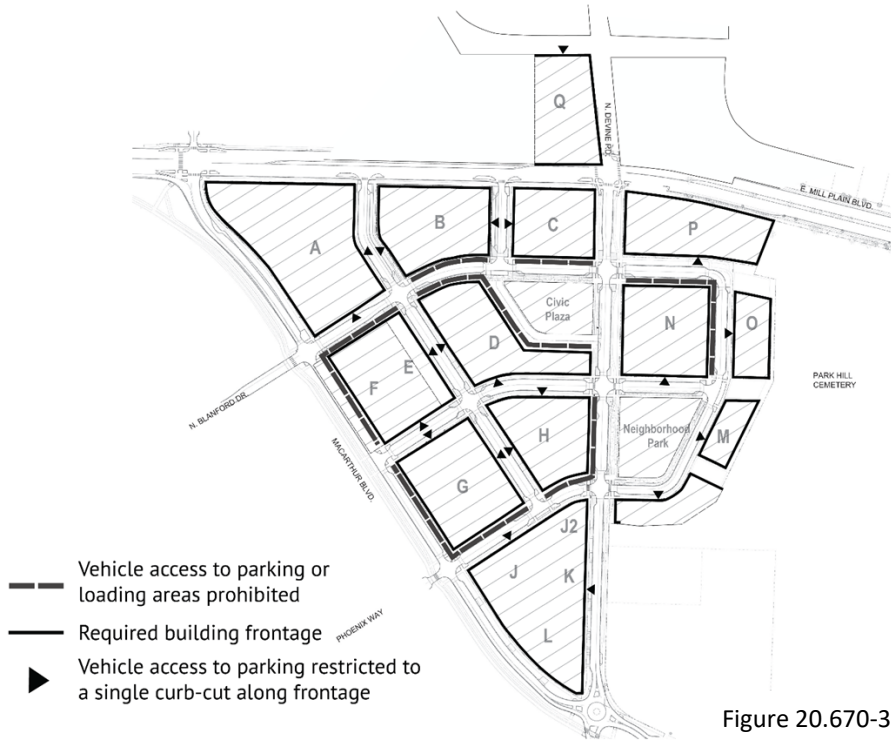 Q
N. DEVINE RD.
E. MILL PLAIN BLVD.
A
B
C
P
Civic
Plaza
N
O
D
E
F
PARK HILL
CEMETERY
N. BLANFORD DR.
H
Neighborhood
Park
M
MACARTHUR BLVD.
G
J2
J
K
L
PHOENIX WAY
Vehicle access to parking or
loading areas prohibited
Required building frontage
Vehicle access to parking restricted to
a single curb-cut along frontage
Figure 20.670-3